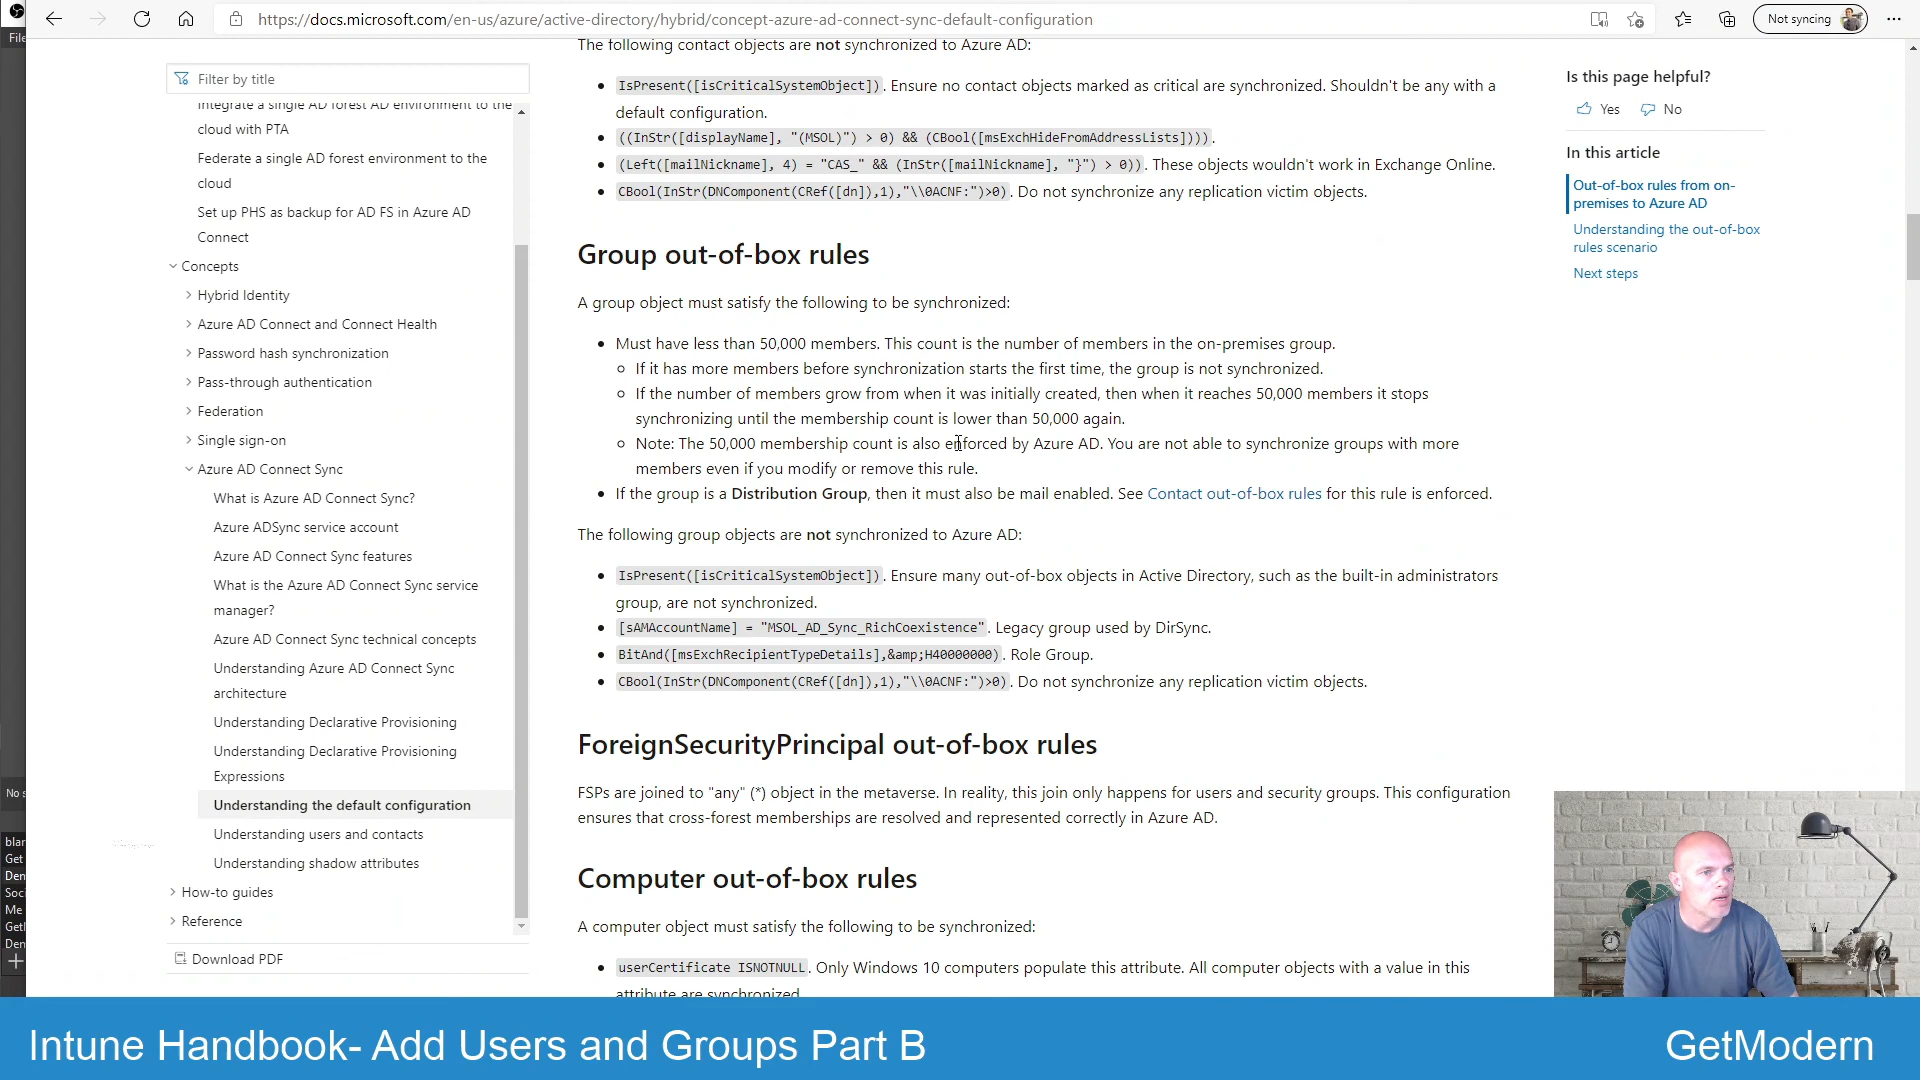 File
https://docs.microsoft.com/en-us/azure/active-directory/hybrid/concept-azure-ad-connect-sync-default-configuration
Not syncing
Filter by title
Integrate a single AD forest AD environment to the
cloud with PTA
Federate a single AD forest environment to the
cloud
Set up PHS as backup for AD FS in Azure AD
Connect
Concepts
Hybrid Identity
Azure AD Connect and Connect Health
Password hash synchronization
Pass-through authentication
Federation
Single sign-on
Azure AD Connect Sync
What is Azure AD Connect Sync?
Azure ADSync service account
Azure AD Connect Sync features
What is the Azure AD Connect Sync service
manager?
Azure AD Connect Sync technical concepts
Understanding Azure AD Connect Sync
architecture
Understanding Declarative Provisioning
Understanding Declarative Provisioning
Expressions
Understanding the default configuration
Understanding users and contacts
Understanding shadow attributes
How-to guides
Reference
Download PDF
The following contact objects are not synchronized to Azure AD:
IsPresent([isCriticalSystemObject]). Ensure no contact objects marked as critical are synchronized. Shouldn't be any with a
default configuration.
((InStr([displayName], "(MSOL)") > 0) && (CBool([msExchHideFromAddressLists]))).
(Left([mailNickname], 4) = "CAS_" && (InStr([mailNickname], "}") > 0)). These objects wouldn't work in Exchange Online.
CBool(InStr(DNComponent(CRef([dn]),1),"\\0ACNF:")>0). Do not synchronize any replication victim objects.
Group out-of-box rules
A group object must satisfy the following to be synchronized:
Must have less than 50,000 members. This count is the number of members in the on-premises group.
If it has more members before synchronization starts the first time, the group is not synchronized.
If the number of members grow from when it was initially created, then when it reaches 50,000 members it stops
synchronizing until the membership count is lower than 50,000 again.
Note: The 50,000 membership count is also enforced by Azure AD. You are not able to synchronize groups with more
members even if you modify or remove this rule.
If the group is a Distribution Group, then it must also be mail enabled. See Contact out-of-box rules for this rule is enforced.
The following group objects are not synchronized to Azure AD:
IsPresent([isCriticalSystemObject]). Ensure many out-of-box objects in Active Directory, such as the built-in administrators
group, are not synchronized.
[sAMAccountName] = "MSOL_AD_Sync_RichCoexistence". Legacy group used by DirSync.
BitAnd([msExchRecipientTypeDetails],&amp;H40000000). Role Group.
CBool(InStr(DNComponent(CRef([dn]),1),"\\0ACNF:")>0). Do not synchronize any replication victim objects.
ForeignSecurityPrincipal out-of-box rules
FSPs are joined to "any" (*) object in the metaverse. In reality, this join only happens for users and security groups. This configuration
ensures that cross-forest memberships are resolved and represented correctly in Azure AD.
Computer out-of-box rules
A computer object must satisfy the following to be synchronized:
userCertificate ISNOTNULL. Only Windows 10 computers populate this attribute. All computer objects with a value in this
attribute are synchronized.
Is this page helpful?
Yes No
In this article
Out-of-box rules from on-
premises to Azure AD
Understanding the out-of-box
rules scenario
Next steps
No s
blan
Get
Den
Soci
Me
Getl
Den
Intune Handbook- Add Users and Groups Part B
GetModern